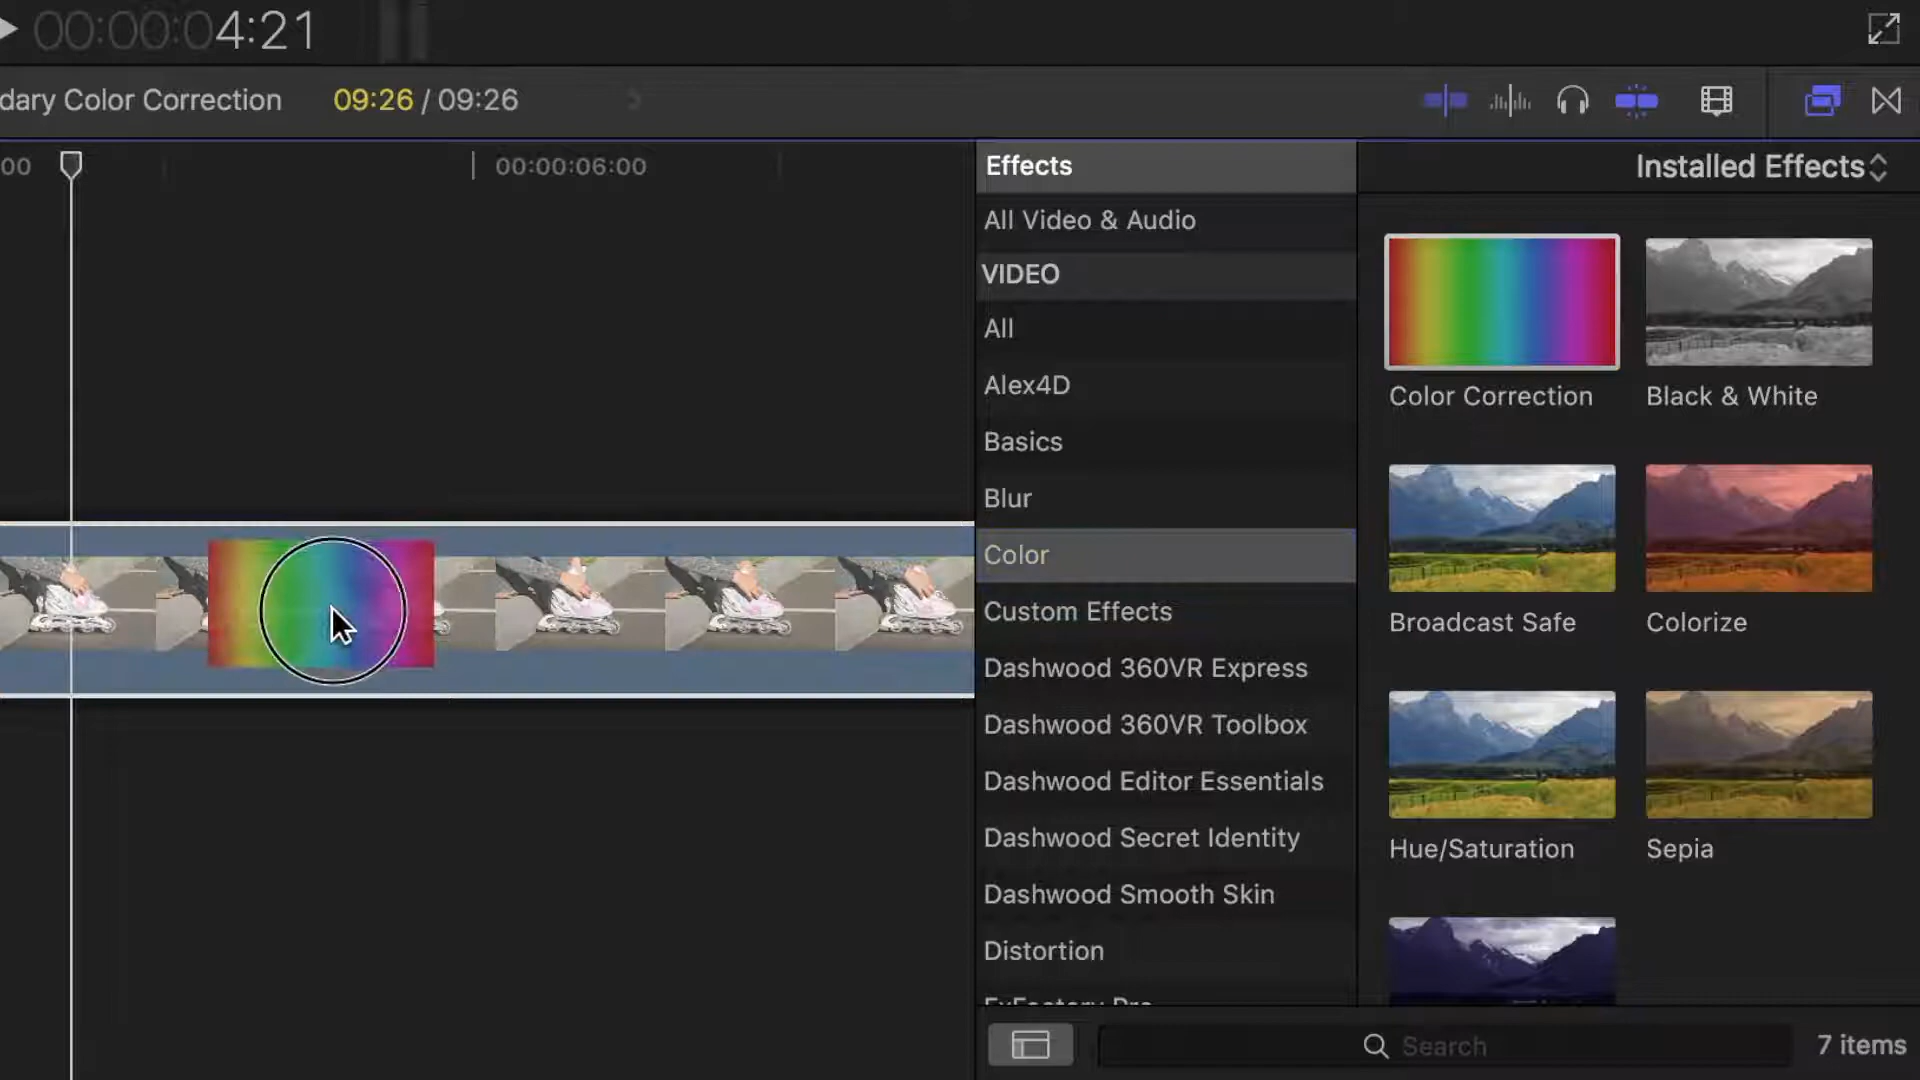 00:00:04:21
dary Color Correction 09:26 / 09:26
00
00:00:06:00
Effects
Installed Effects
All Video & Audio
VIDEO
All
Alex4D
Basics
Blur
Color
Custom Effects
Dashwood 360VR Express
Dashwood 360VR Toolbox
Dashwood Editor Essentials
Dashwood Secret Identity
Dashwood Smooth Skin
Distortion
FxFactory Pro
Color Correction
Black & White
Broadcast Safe
Colorize
Hue/Saturation
Sepia
Search
7 items